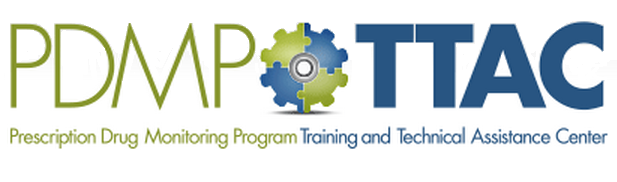 PDMP TTAC
Prescription Drug Monitoring Program Training and Technical Assistance Center